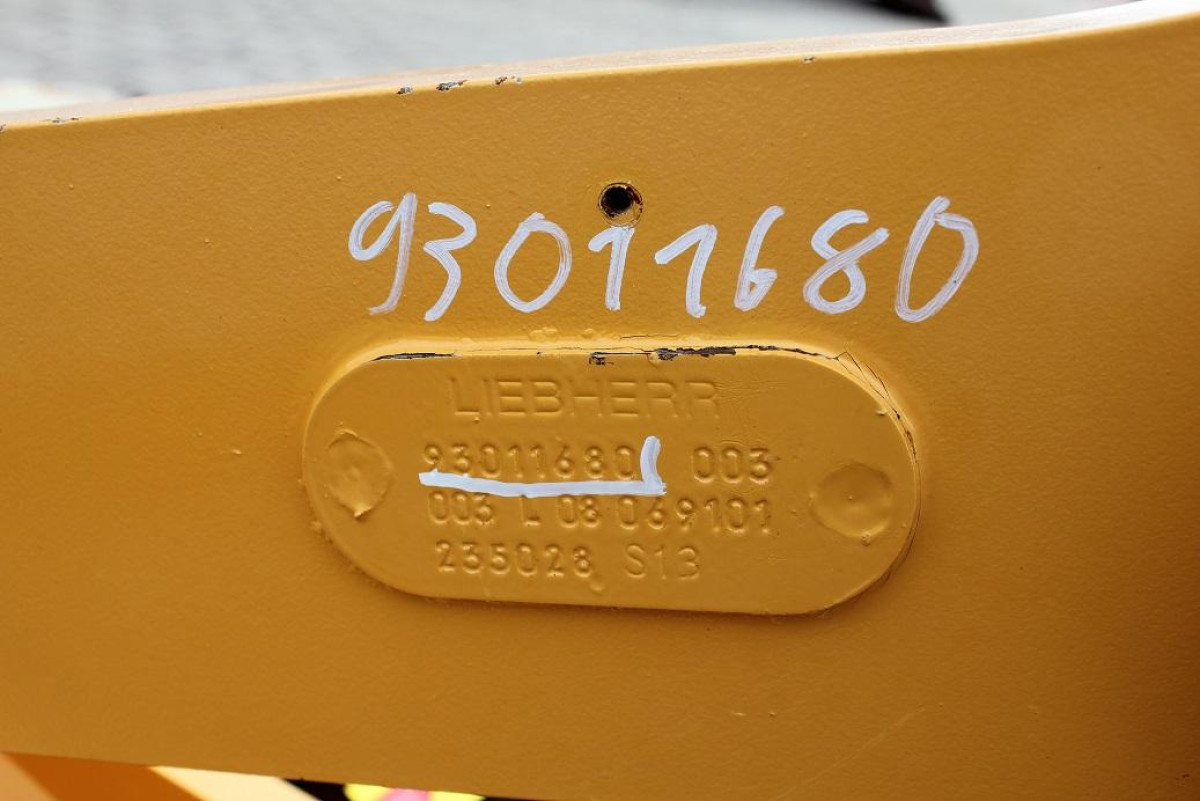 93011680
LIEBHERR
93011680 003
003 L 08 069101
235028 S13